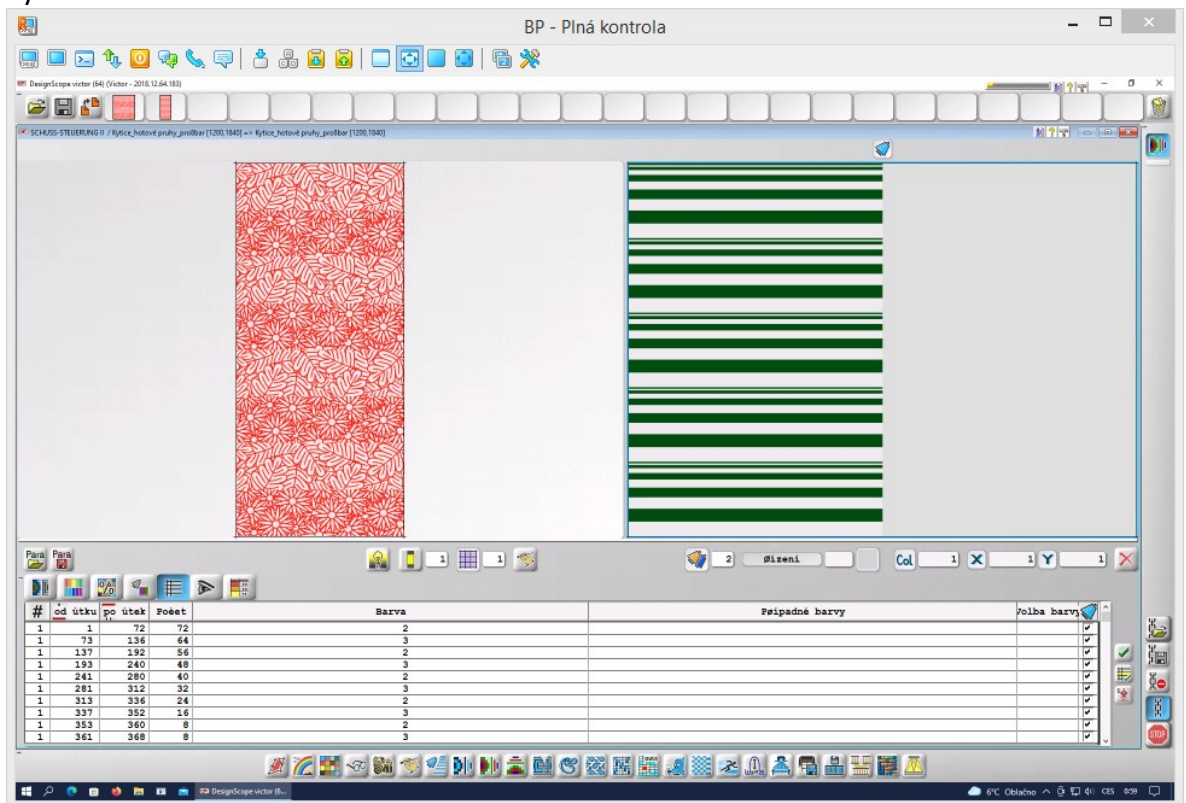 BP - Plná kontrola
DesignScope victor (64) (Victor - 2018.12.64.183)
SCHUSS-STEUERUNG II / Kytice_hotové pruhy_proBbar [1200,1840] => Kytice_hotové pruhy_proBbar [1200,1840]
Para Para
1 1 2 Øízení Col 1 X 1 Y 1
# od útku po útek Poèet Barva Pøípadné barvy Volba barvy
1 1 72 72 2
1 73 136 64 3
1 137 192 56 2
1 193 240 48 3
1 241 280 40 2
1 281 312 32 3
1 313 336 24 2
1 337 352 16 3
1 353 360 8 2
1 361 368 8 3
STOP
DesignScope victor (6...
6°C Oblačno CES 0:59